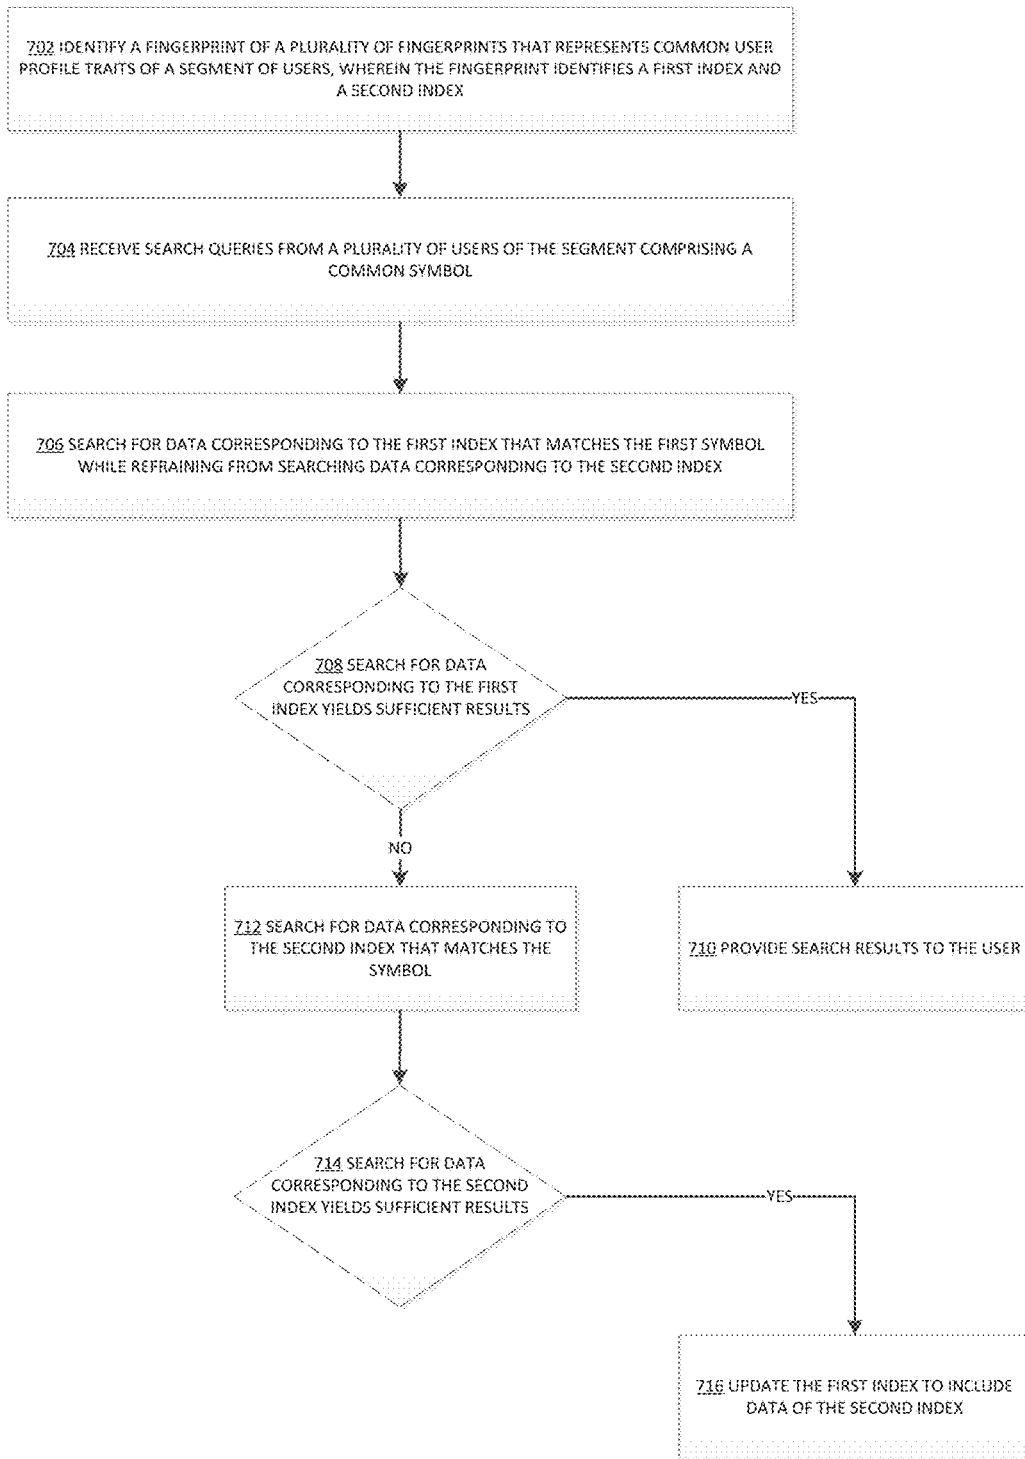 702 IDENTIFY A FINGERPRINT OF A PLURALITY OF FINGERPRINTS THAT REPRESENTS COMMON USER
PROFILE TRAITS OF A SEGMENT OF USERS, WHEREIN THE FINGERPRINT IDENTIFIES A FIRST INDEX AND
A SECOND INDEX
704 RECEIVE SEARCH QUERIES FROM A PLURALITY OF USERS OF THE SEGMENT COMPRISING A
COMMON SYMBOL
706 SEARCH FOR DATA CORRESPONDING TO THE FIRST INDEX THAT MATCHES THE FIRST SYMBOL
WHILE REFRAINING FROM SEARCHING DATA CORRESPONDING TO THE SECOND INDEX
708 SEARCH FOR DATA
CORRESPONDING TO THE FIRST
INDEX YIELDS SUFFICIENT RESULTS
YES
NO
712 SEARCH FOR DATA CORRESPONDING TO
THE SECOND INDEX THAT MATCHES THE
SYMBOL
710 PROVIDE SEARCH RESULTS TO THE USER
714 SEARCH FOR DATA
CORRESPONDING TO THE SECOND
INDEX YIELDS SUFFICIENT RESULTS
YES
716 UPDATE THE FIRST INDEX TO INCLUDE
DATA OF THE SECOND INDEX